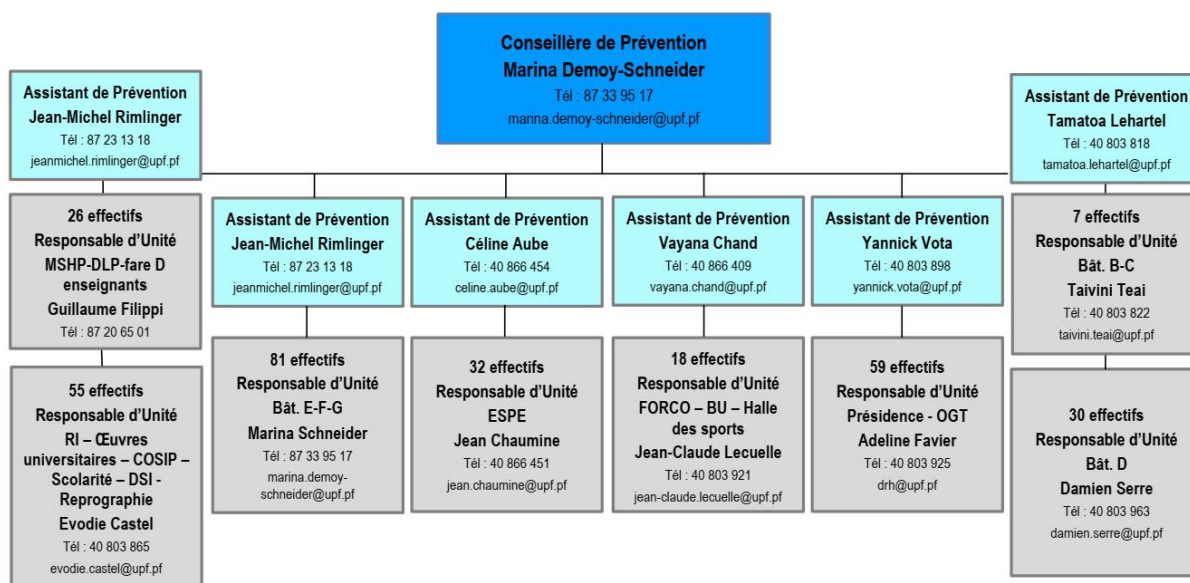 Conseillère de Prévention
Marina Demoy-Schneider
Tél : 87 33 95 17
marina.demoy-schneider@upf.pf
Assistant de Prévention
Jean-Michel Rimlinger
Tél : 87 23 13 18
jeanmichel.rimlinger@upf.pf
26 effectifs
Responsable d’Unité
MSHP-DLP-fare D
enseignants
Guillaume Filippi
Tél : 87 20 65 01
55 effectifs
Responsable d’Unité
RI – Œuvres
universitaires – COSIP –
Scolarité – DSI -
Reprographie
Evodie Castel
Tél : 40 803 865
evodie.castel@upf.pf
Assistant de Prévention
Jean-Michel Rimlinger
Tél : 87 23 13 18
jeanmichel.rimlinger@upf.pf
81 effectifs
Responsable d’Unité
Bât. E-F-G
Marina Schneider
Tél : 87 33 95 17
marina.demoy-
schneider@upf.pf
Assistant de Prévention
Céline Aube
Tél : 40 866 454
celine.aube@upf.pf
32 effectifs
Responsable d’Unité
ESPE
Jean Chaumine
Tél : 40 866 451
jean.chaumine@upf.pf
Assistant de Prévention
Vayana Chand
Tél : 40 866 409
vayana.chand@upf.pf
18 effectifs
Responsable d’Unité
FORCO – BU – Halle
des sports
Jean-Claude Lecuelle
Tél : 40 803 921
jean-claude.lecuelle@upf.pf
Assistant de Prévention
Yannick Vota
Tél : 40 803 898
yannick.vota@upf.pf
59 effectifs
Responsable d’Unité
Présidence - OGT
Adeline Favier
Tél : 40 803 925
drh@upf.pf
Assistant de Prévention
Tamatoa Lehartel
Tél : 40 803 818
tamatoa.lehartel@upf.pf
7 effectifs
Responsable d’Unité
Bât. B-C
Taivini Teai
Tél : 40 803 822
taivini.teai@upf.pf
30 effectifs
Responsable d’Unité
Bât. D
Damien Serre
Tél : 40 803 963
damien.serre@upf.pf